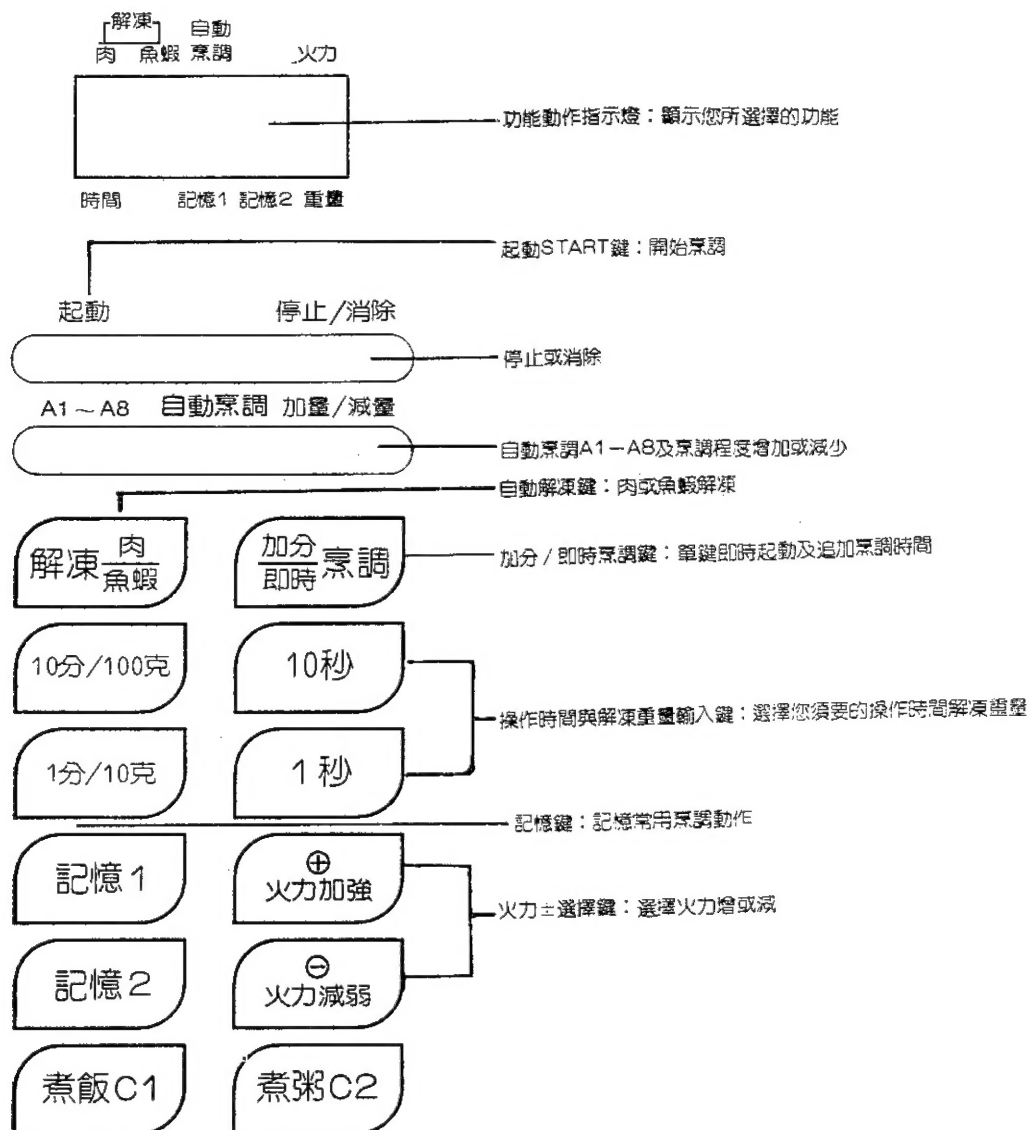 解凍 自動
肉 魚蝦 烹調 火力
功能動作指示燈：顯示您所選擇的功能
時間 記憶1 記憶2 重量
起動START鍵：開始烹調
起動 停止/消除
停止或消除
A1～A8 自動烹調 加量/減量
自動烹調A1－A8及烹調程度增加或減少
自動解凍鍵：肉或魚蝦解凍
解凍 肉 魚蝦
加分 即時 烹調
加分/即時烹調鍵：單鍵即時起動及追加烹調時間
10分/100克 10秒
操作時間與解凍重量輸入鍵：選擇您須要的操作時間解凍重量
1分/10克 1秒
記憶鍵：記憶常用烹調動作
記憶1
⊕
火力加強
火力±選擇鍵：選擇火力增或減
記憶2
⊖
火力減弱
煮飯C1 煮粥C2